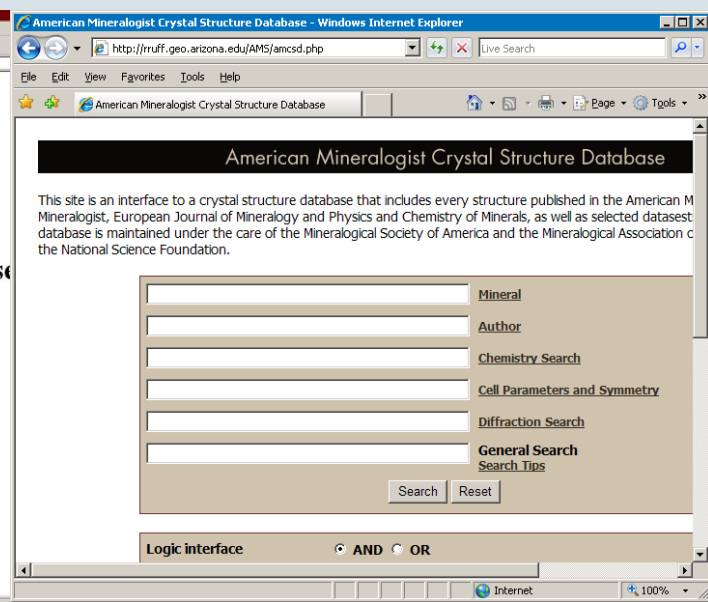 American Mineralogist Crystal Structure Database - Windows Internet Explorer
http://rruff.geo.arizona.edu/AMS/amcsd.php
Live Search
File Edit View Favorites Tools Help
American Mineralogist Crystal Structure Database
Page Tools »
American Mineralogist Crystal Structure Database
This site is an interface to a crystal structure database that includes every structure published in the American M
Mineralogist, European Journal of Mineralogy and Physics and Chemistry of Minerals, as well as selected datasest
database is maintained under the care of the Mineralogical Society of America and the Mineralogical Association c
the National Science Foundation.
se
Mineral
Author
Chemistry Search
Cell Parameters and Symmetry
Diffraction Search
General Search
Search Tips
Search Reset
Logic interface AND OR
Internet 100%